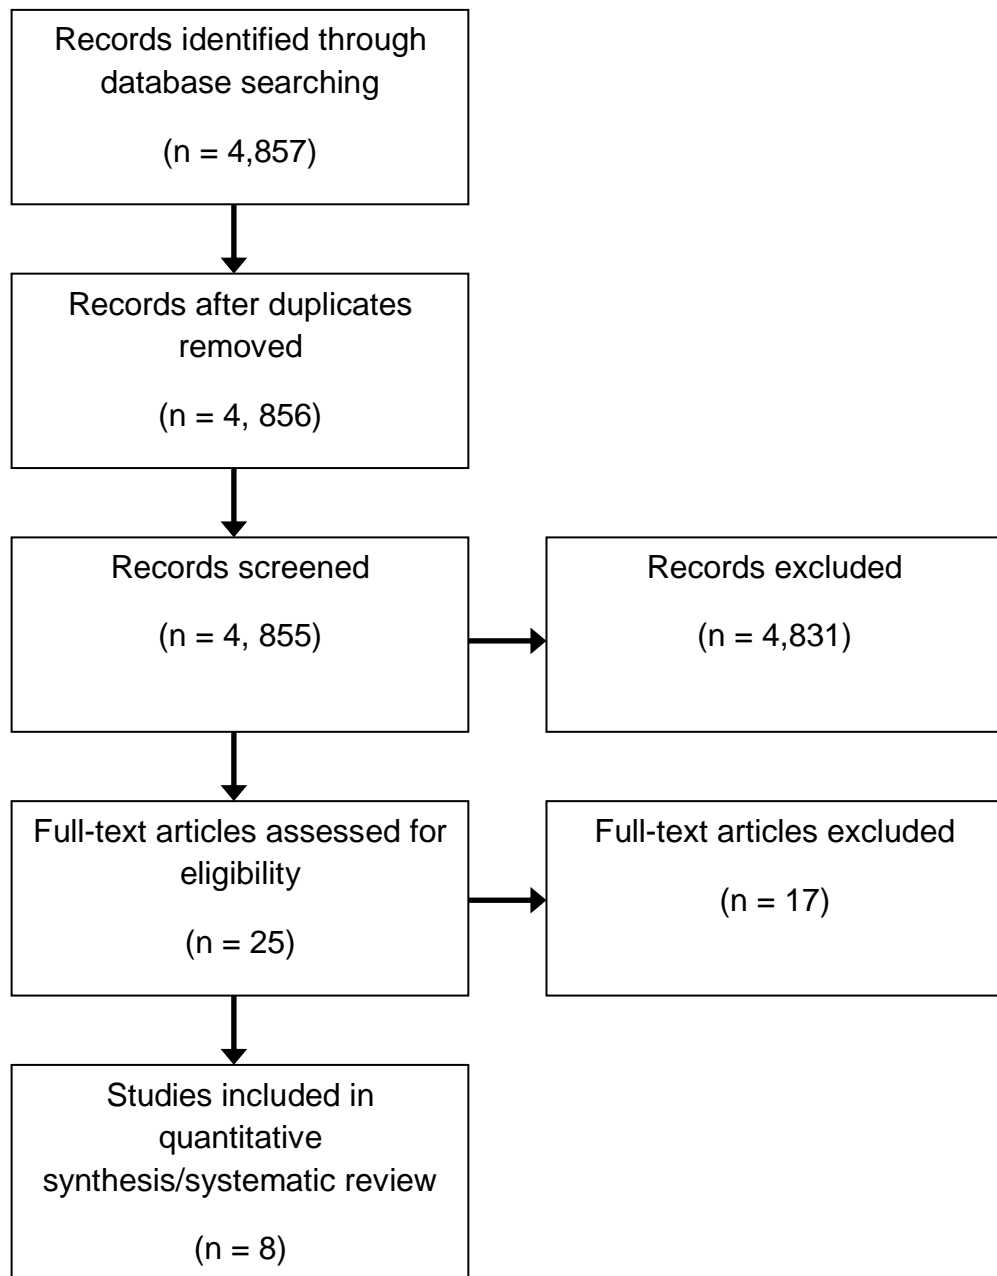 Records identified through
database searching
(n = 4,857)
Records after duplicates
removed
(n = 4, 856)
Records screened
(n = 4, 855)
Records excluded
(n = 4,831)
Full-text articles assessed for
eligibility
(n = 25)
Full-text articles excluded
(n = 17)
Studies included in
quantitative
synthesis/systematic review
(n = 8)